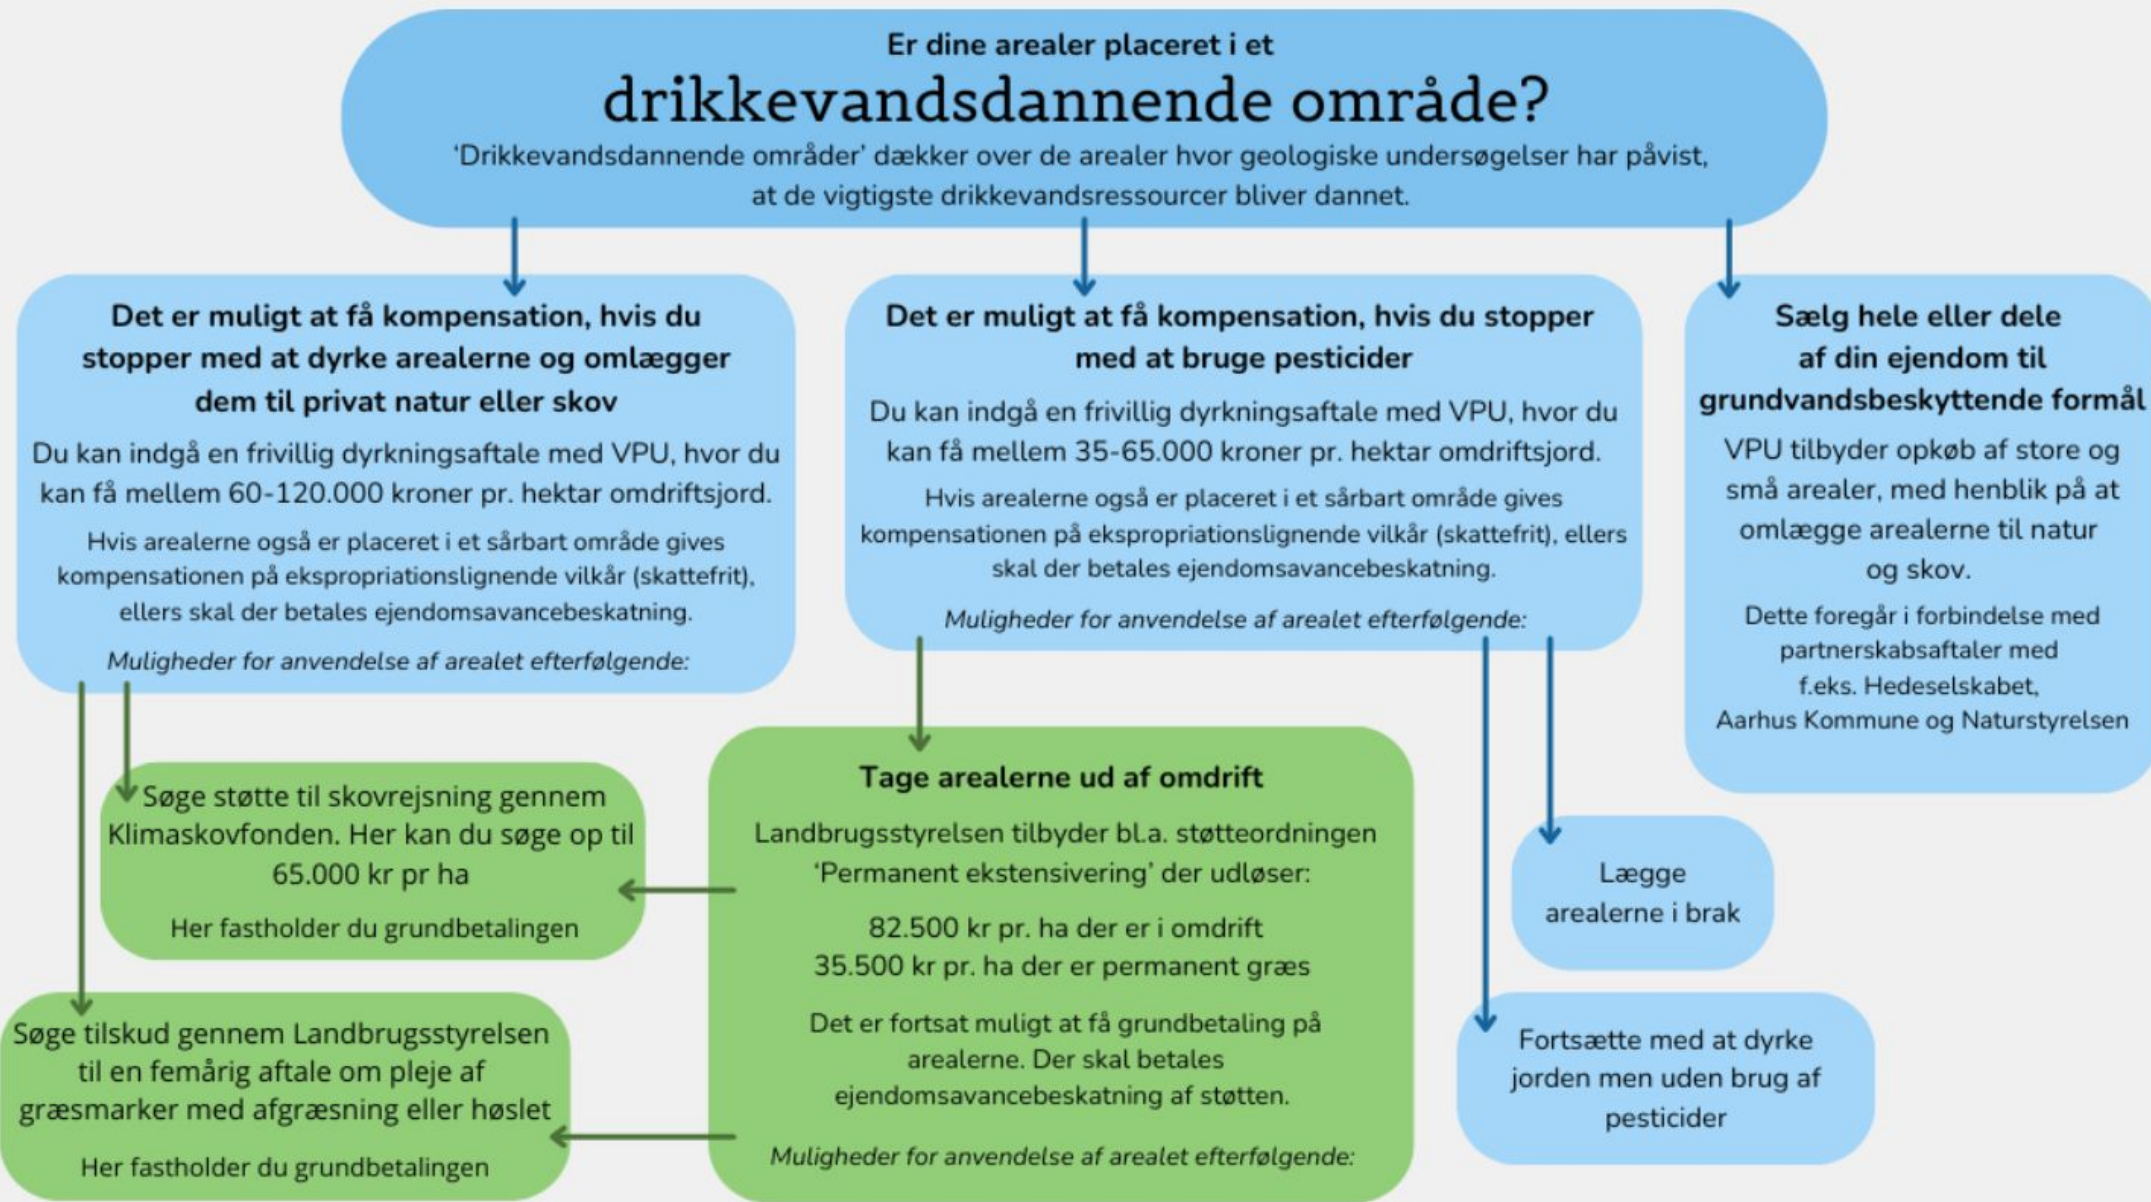 Er dine arealer placeret i et
drikkevandsdannende område?
‘Drikkevandsdannende områder’ dækker over de arealer hvor geologiske undersøgelser har påvist,
at de vigtigste drikkevandsressourcer bliver dannet.
Det er muligt at få kompensation, hvis du
stopper med at dyrke arealerne og omlægger
dem til privat natur eller skov
Du kan indgå en frivillig dyrkningsaftale med VPU, hvor du
kan få mellem 60-120.000 kroner pr. hektar omdriftsjord.
Hvis arealerne også er placeret i et sårbart område gives
kompensationen på ekspropriationslignende vilkår (skattefrit),
ellers skal der betales ejendomsavancebeskatning.
Muligheder for anvendelse af arealet efterfølgende:
Det er muligt at få kompensation, hvis du stopper
med at bruge pesticider
Du kan indgå en frivillig dyrkningsaftale med VPU, hvor du
kan få mellem 35-65.000 kroner pr. hektar omdriftsjord.
Hvis arealerne også er placeret i et sårbart område gives
kompensationen på ekspropriationslignende vilkår (skattefrit), ellers
skal der betales ejendomsavancebeskatning.
Muligheder for anvendelse af arealet efterfølgende:
Sælg hele eller dele
af din ejendom til
grundvandsbeskyttende formål
VPU tilbyder opkøb af store og
små arealer, med henblik på at
omlægge arealerne til natur
og skov.
Dette foregår i forbindelse med
partnerskabsaftaler med
f.eks. Hedeselskabet,
Aarhus Kommune og Naturstyrelsen
Søge støtte til skovrejsning gennem
Klimaskovfonden. Her kan du søge op til
65.000 kr pr ha
Her fastholder du grundbetalingen
Søge tilskud gennem Landbrugsstyrelsen
til en femårig aftale om pleje af
græsmarker med afgræsning eller høslet
Her fastholder du grundbetalingen
Tage arealerne ud af omdrift
Landbrugsstyrelsen tilbyder bl.a. støtteordningen
‘Permanent ekstensivering’ der udløser:
82.500 kr pr. ha der er i omdrift
35.500 kr pr. ha der er permanent græs
Det er fortsat muligt at få grundbetaling på
arealerne. Der skal betales
ejendomsavancebeskatning af støtten.
Muligheder for anvendelse af arealet efterfølgende:
Lægge
arealerne i brak
Fortsætte med at dyrke
jorden men uden brug af
pesticider